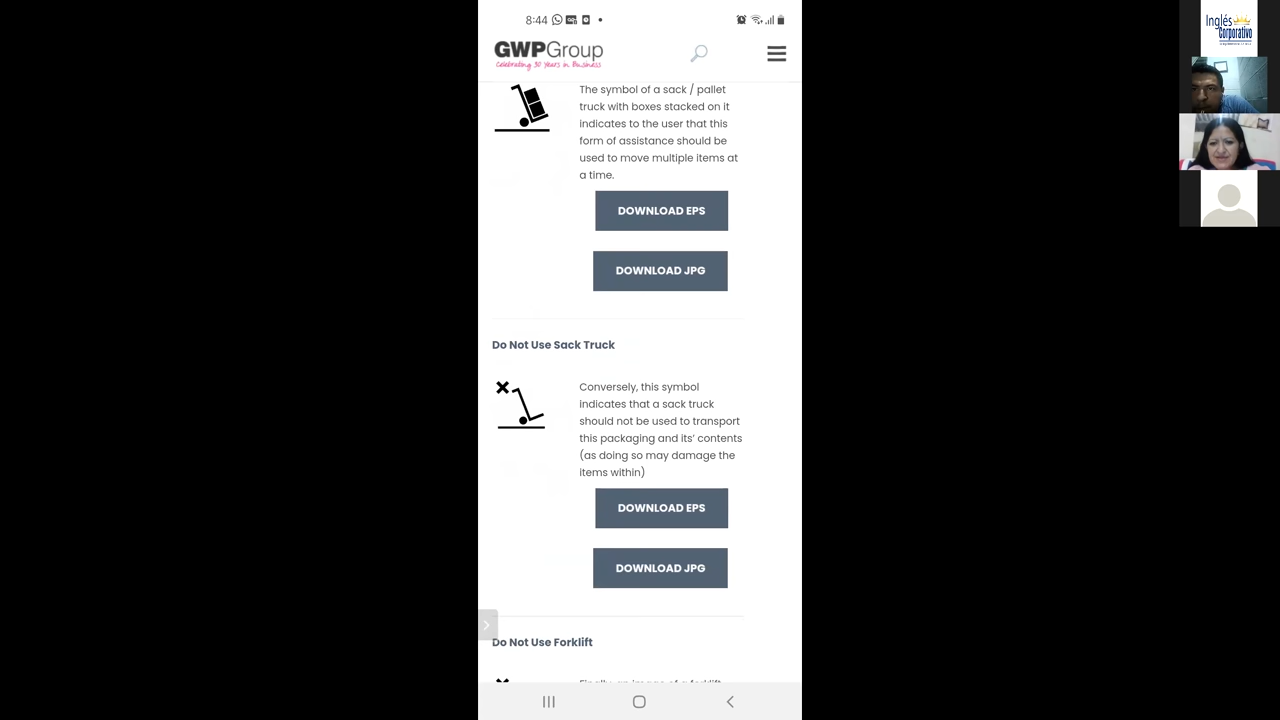 8:44
GWPGroup
Celebrating 30 Years in Business
The symbol of a sack / pallet
truck with boxes stacked on it
indicates to the user that this
form of assistance should be
used to move multiple items at
a time.
DOWNLOAD EPS
DOWNLOAD JPG
Do Not Use Sack Truck
Conversely, this symbol
indicates that a sack truck
should not be used to transport
this packaging and its’ contents
(as doing so may damage the
items within)
DOWNLOAD EPS
DOWNLOAD JPG
Do Not Use Forklift
Inglés
Corporativo